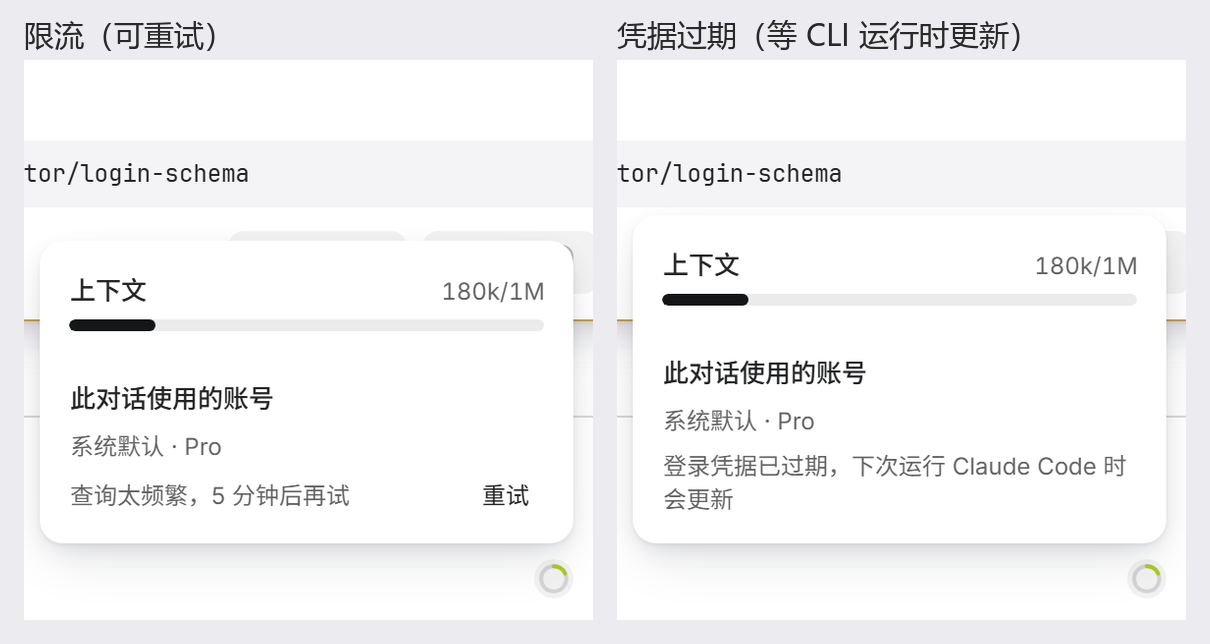 限流（可重试）
tor/login-schema
上下文
180k/1M
此对话使用的账号
系统默认 · Pro
查询太频繁，5 分钟后再试
重试
凭据过期（等 CLI 运行时更新）
tor/login-schema
上下文
180k/1M
此对话使用的账号
系统默认 · Pro
登录凭据已过期，下次运行 Claude Code 时
会更新